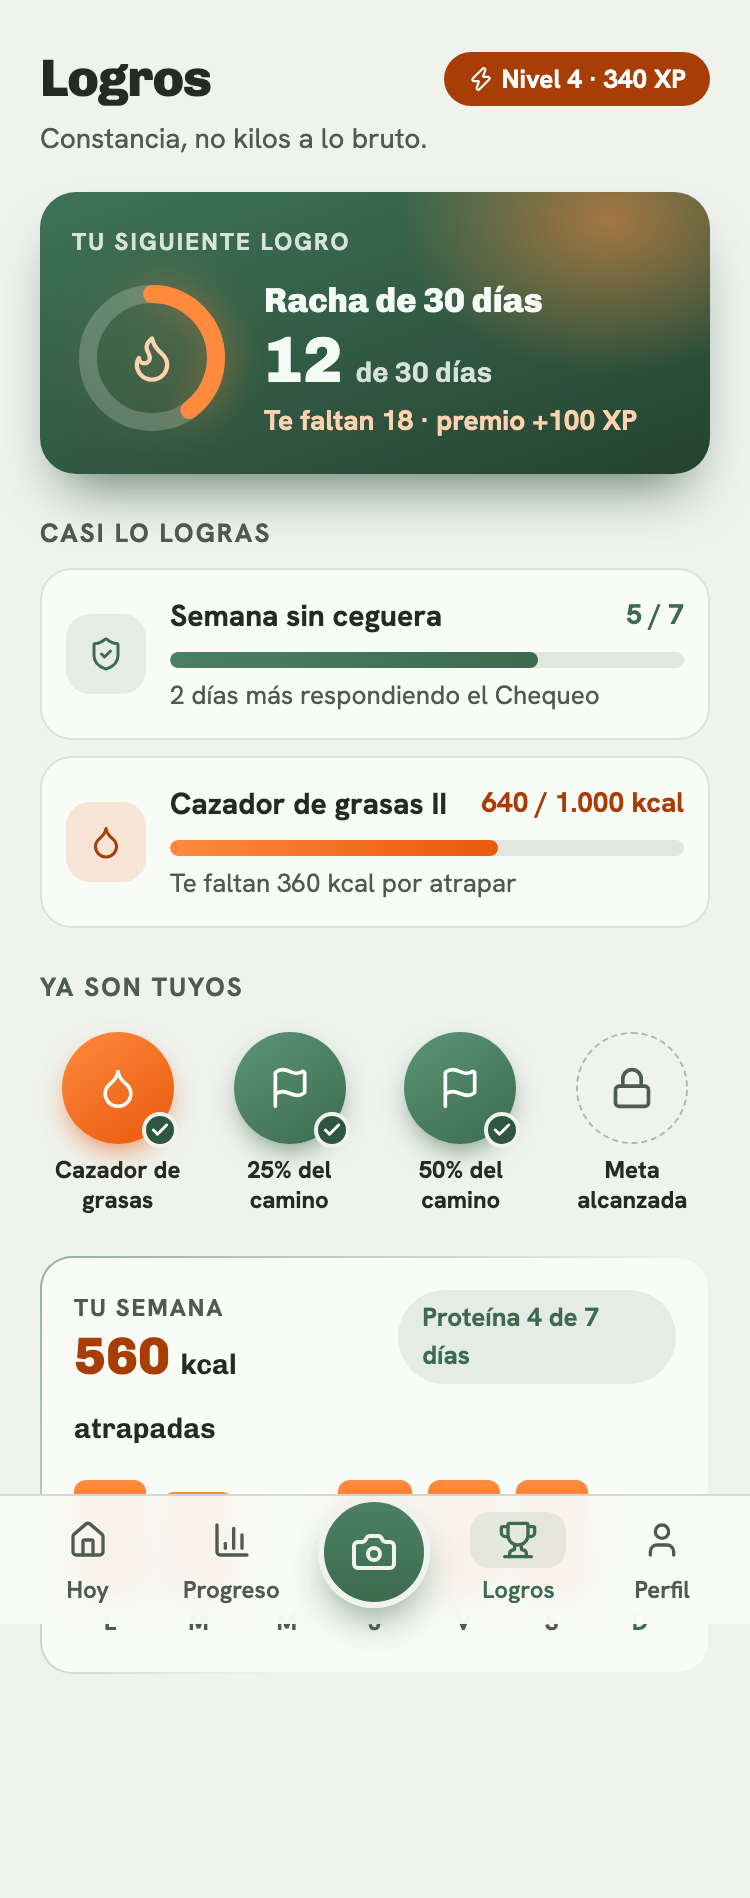 Logros
Nivel 4 · 340 XP
Constancia, no kilos a lo bruto.
TU SIGUIENTE LOGRO
Racha de 30 días
12 de 30 días
Te faltan 18 · premio +100 XP
CASI LO LOGRAS
Semana sin ceguera
5 / 7
2 días más respondiendo el Chequeo
Cazador de grasas II
640 / 1.000 kcal
Te faltan 360 kcal por atrapar
YA SON TUYOS
Cazador de
grasas
25% del
camino
50% del
camino
Meta
alcanzada
TU SEMANA
560 kcal
atrapadas
Proteína 4 de 7
días
Hoy
Progreso
Logros
Perfil
L M M J V S D